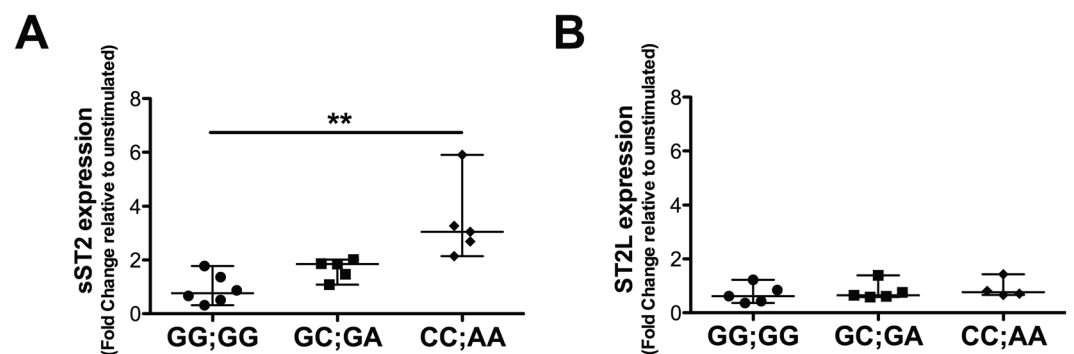 A
sST2 expression
(Fold Change relative to unstimulated)
8
6
4
2
0
**
GG;GG GC;GA CC;AA
B
ST2L expression
(Fold Change relative to unstimulated)
8
6
4
2
0
GG;GG GC;GA CC;AA